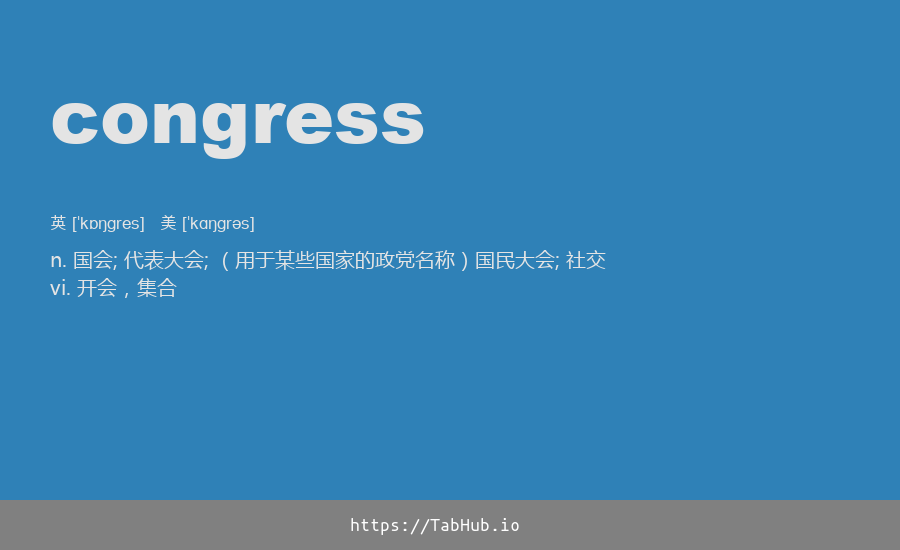 congress
英 [ˈkɒŋgres]   美 [ˈkɑŋgrəs]
n. 国会; 代表大会; （用于某些国家的政党名称）国民大会; 社交
vi. 开会，集合
https://TabHub.io